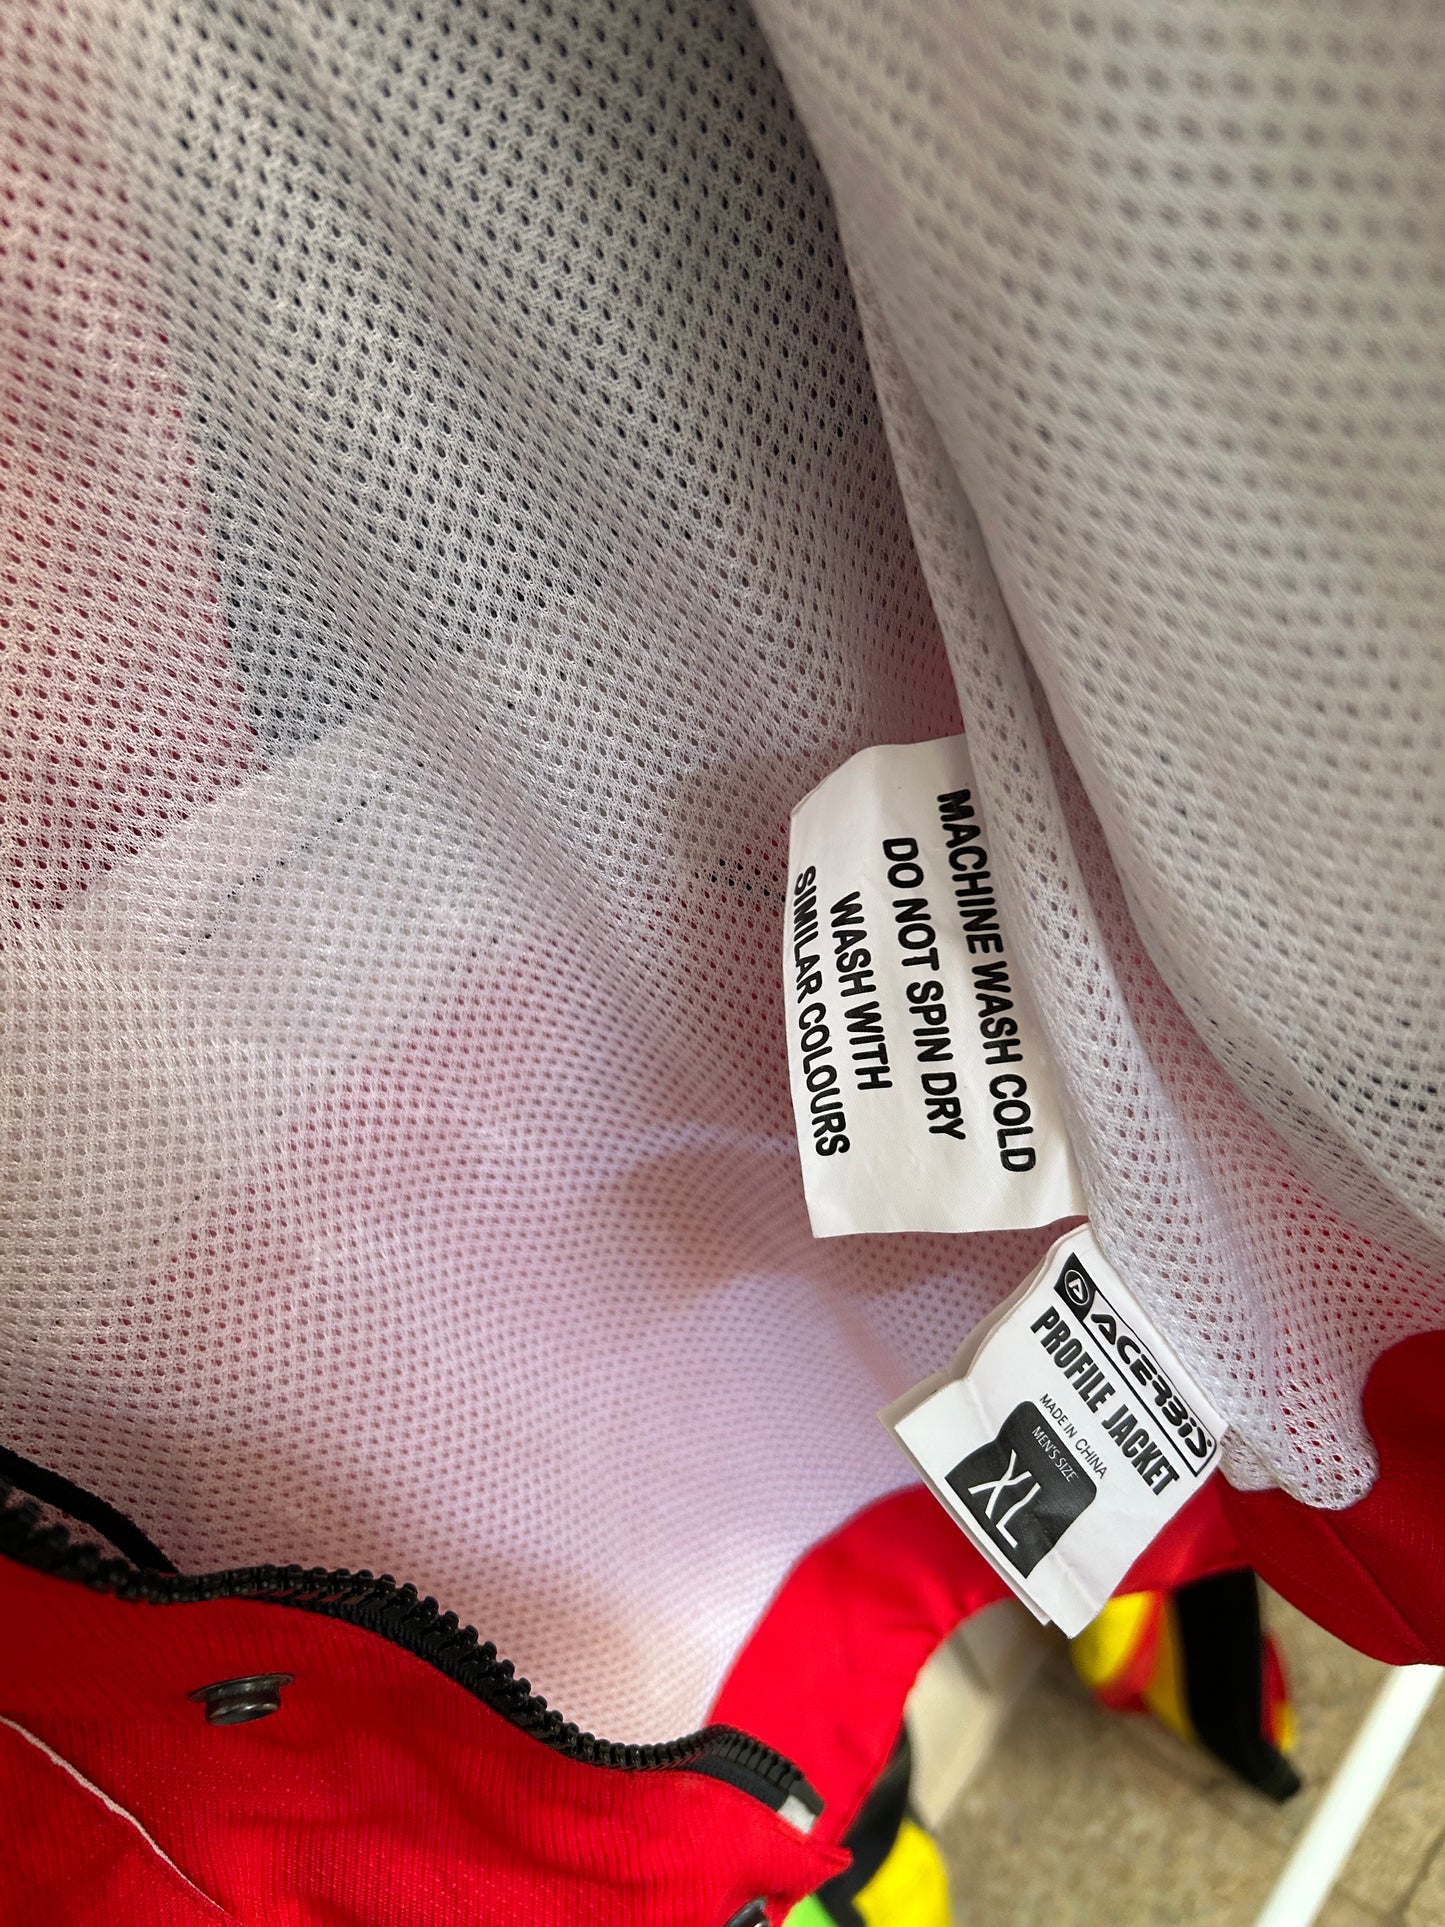 MACHINE WASH COLD
DO NOT SPIN DRY
WASH WITH
SIMILAR COLOURS
ACERBIS
PROFILE JACKET
MADE IN CHINA
MEN'S SIZE
XL